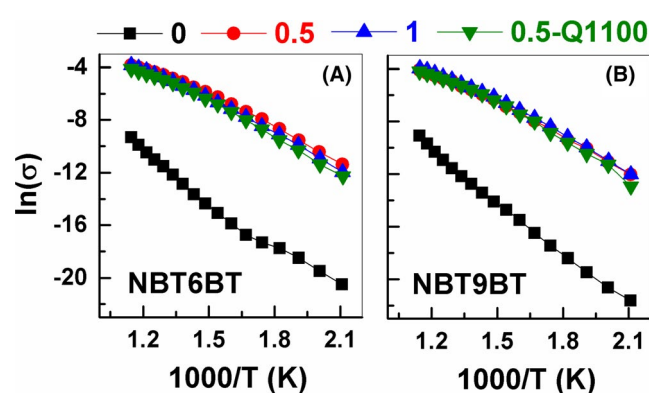 0 0.5 1 0.5-Q1100
-4
-8
-12
-16
-20
ln(σ)
(A)
NBT6BT
1.2 1.5 1.8 2.1
1000/T (K)
(B)
NBT9BT
1.2 1.5 1.8 2.1
1000/T (K)